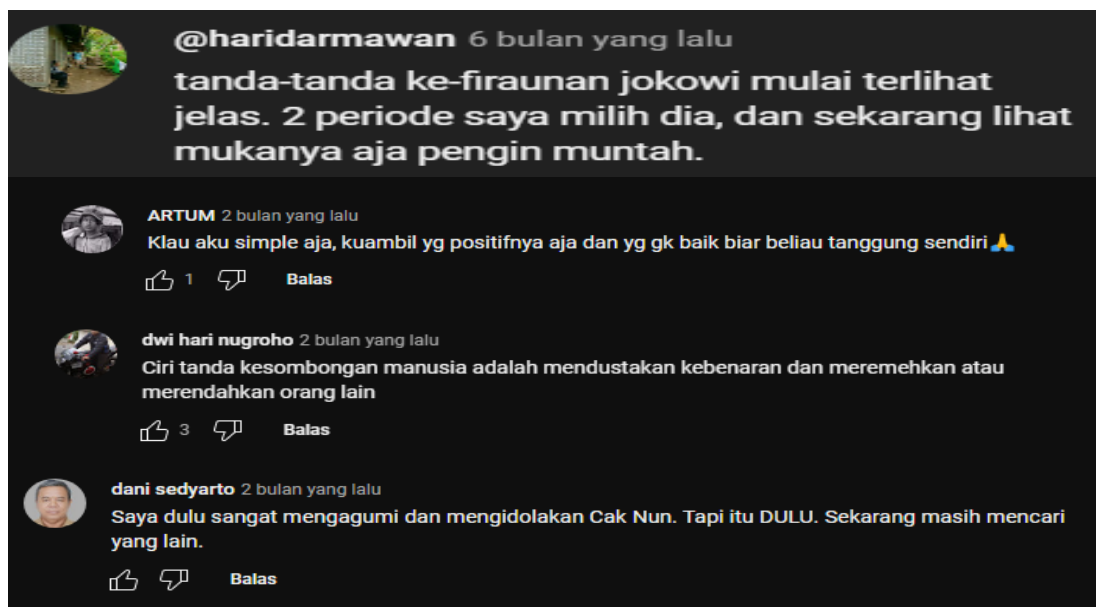 @haridarmawan 6 bulan yang lalu
tanda-tanda ke-firaunan jokowi mulai terlihat
jelas. 2 periode saya milih dia, dan sekarang lihat
mukanya aja pengin muntah.
ARTUM 2 bulan yang lalu
Klau aku simple aja, kuambil yg positifnya aja dan yg gk baik biar beliau tanggung sendiri🙏
1 Balas
dwi hari nugroho 2 bulan yang lalu
Ciri tanda kesombongan manusia adalah mendustakan kebenaran dan meremehkan atau
merendahkan orang lain
3 Balas
dani sedyarto 2 bulan yang lalu
Saya dulu sangat mengagumi dan mengidolakan Cak Nun. Tapi itu DULU. Sekarang masih mencari
yang lain.
Balas